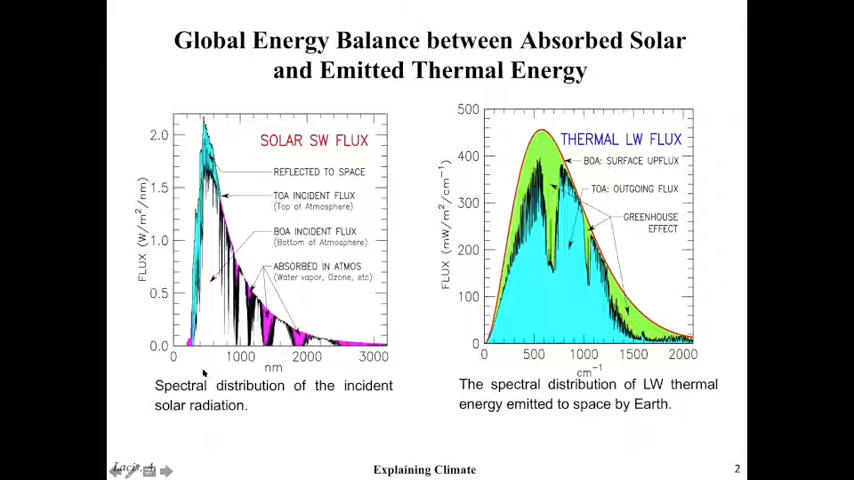 Global Energy Balance between Absorbed Solar
and Emitted Thermal Energy
SOLAR SW FLUX
REFLECTED TO SPACE
TOA INCIDENT FLUX
(Top of Atmosphere)
BOA INCIDENT FLUX
(Bottom of Atmosphere)
ABSORBED IN ATMOS
(Water vapor, Ozone, etc)
FLUX (W/m²/nm)
2.0
1.5
1.0
0.5
0.0
0
1000
2000
3000
nm
Spectral distribution of the incident
solar radiation.
THERMAL LW FLUX
BOA: SURFACE UPFLUX
TOA: OUTGOING FLUX
GREENHOUSE
EFFECT
FLUX (mW/m²/cm⁻¹)
500
400
300
200
100
0
0
500
1000
1500
2000
cm⁻¹
The spectral distribution of LW thermal
energy emitted to space by Earth.
Lacis, A
Explaining Climate
2